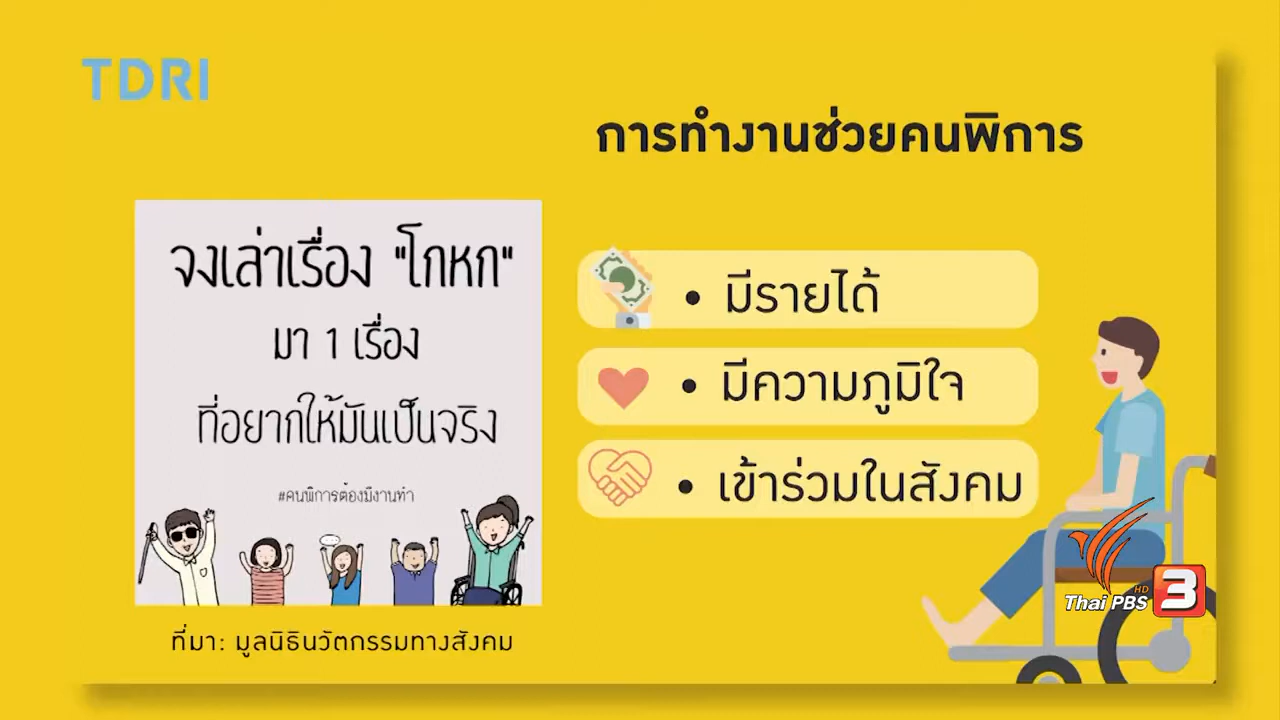 TDRI
การทำงานช่วยคนพิการ
จงเล่าเรื่อง "โกหก"
มา 1 เรื่อง
ที่อยากให้มันเป็นจริง
#คนพิการต้องมีงานทำ
ที่มา: มูลนิธินวัตกรรมทางสังคม
• มีรายได้
• มีความภูมิใจ
• เข้าร่วมในสังคม
Thai PBS HD 3